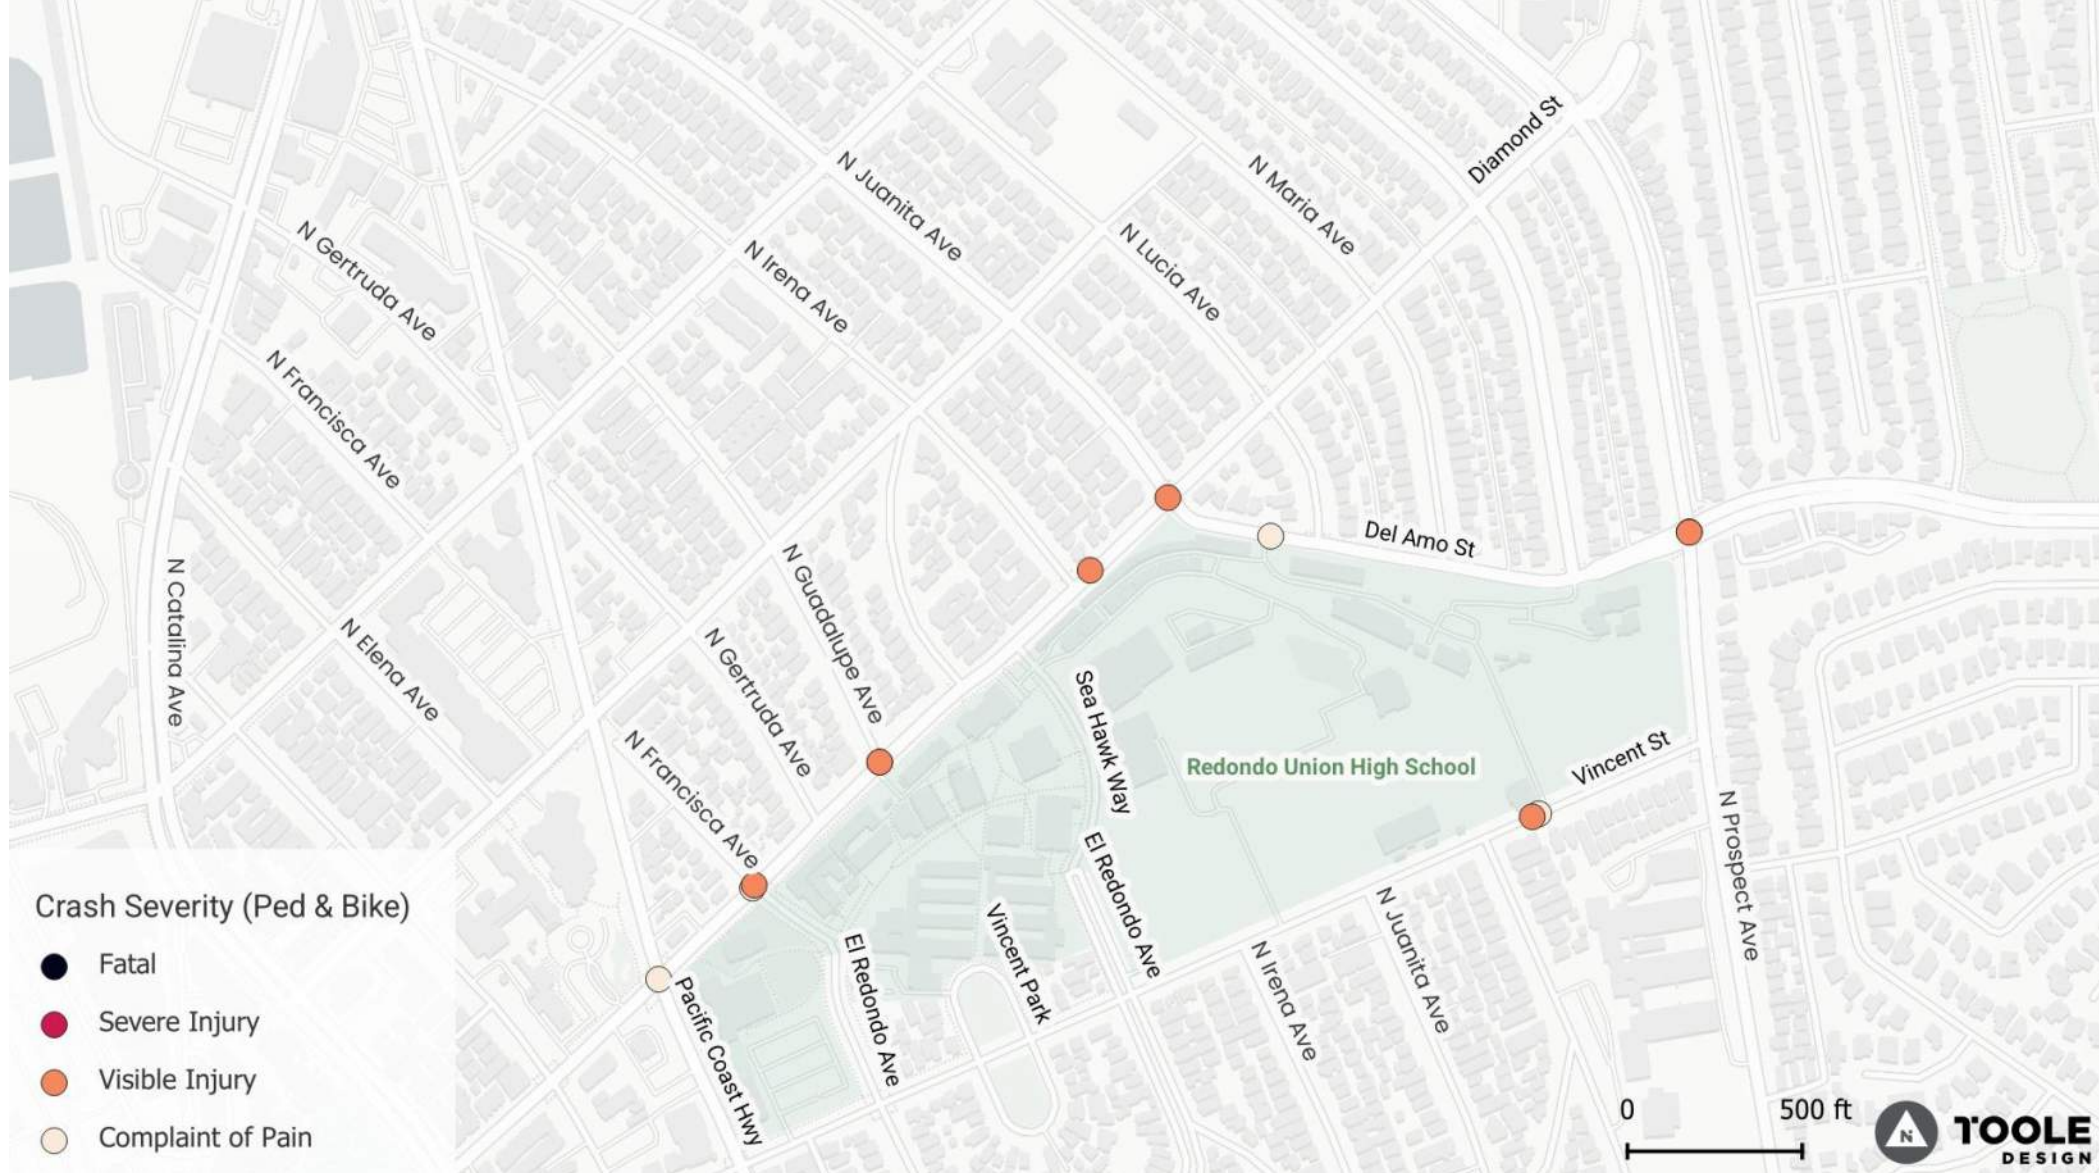 Diamond St
N Juanita Ave
N Maria Ave
N Lucia Ave
N Gertruda Ave
N Irena Ave
N Francisca Ave
Del Amo St
N Catalina Ave
N Guadalupe Ave
N Elena Ave
N Gertruda Ave
Sea Hawk Way
N Francisca Ave
Redondo Union High School
Vincent St
N Prospect Ave
El Redondo Ave
N Juanita Ave
Vincent Park
El Redondo Ave
N Irena Ave
Pacific Coast Hwy
Crash Severity (Ped & Bike)
Fatal
Severe Injury
Visible Injury
Complaint of Pain
0 500 ft
N
TOOLE
DESIGN